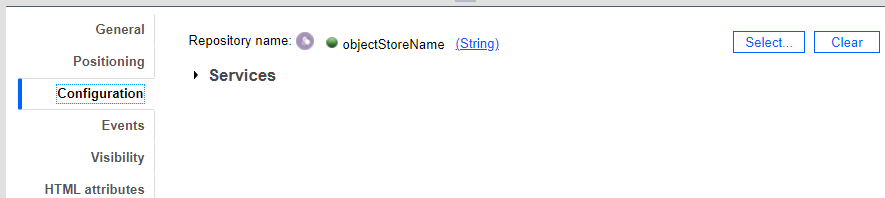 General
Positioning
Configuration
Events
Visibility
HTML attributes
Repository name: objectStoreName (String) Select... Clear
Services